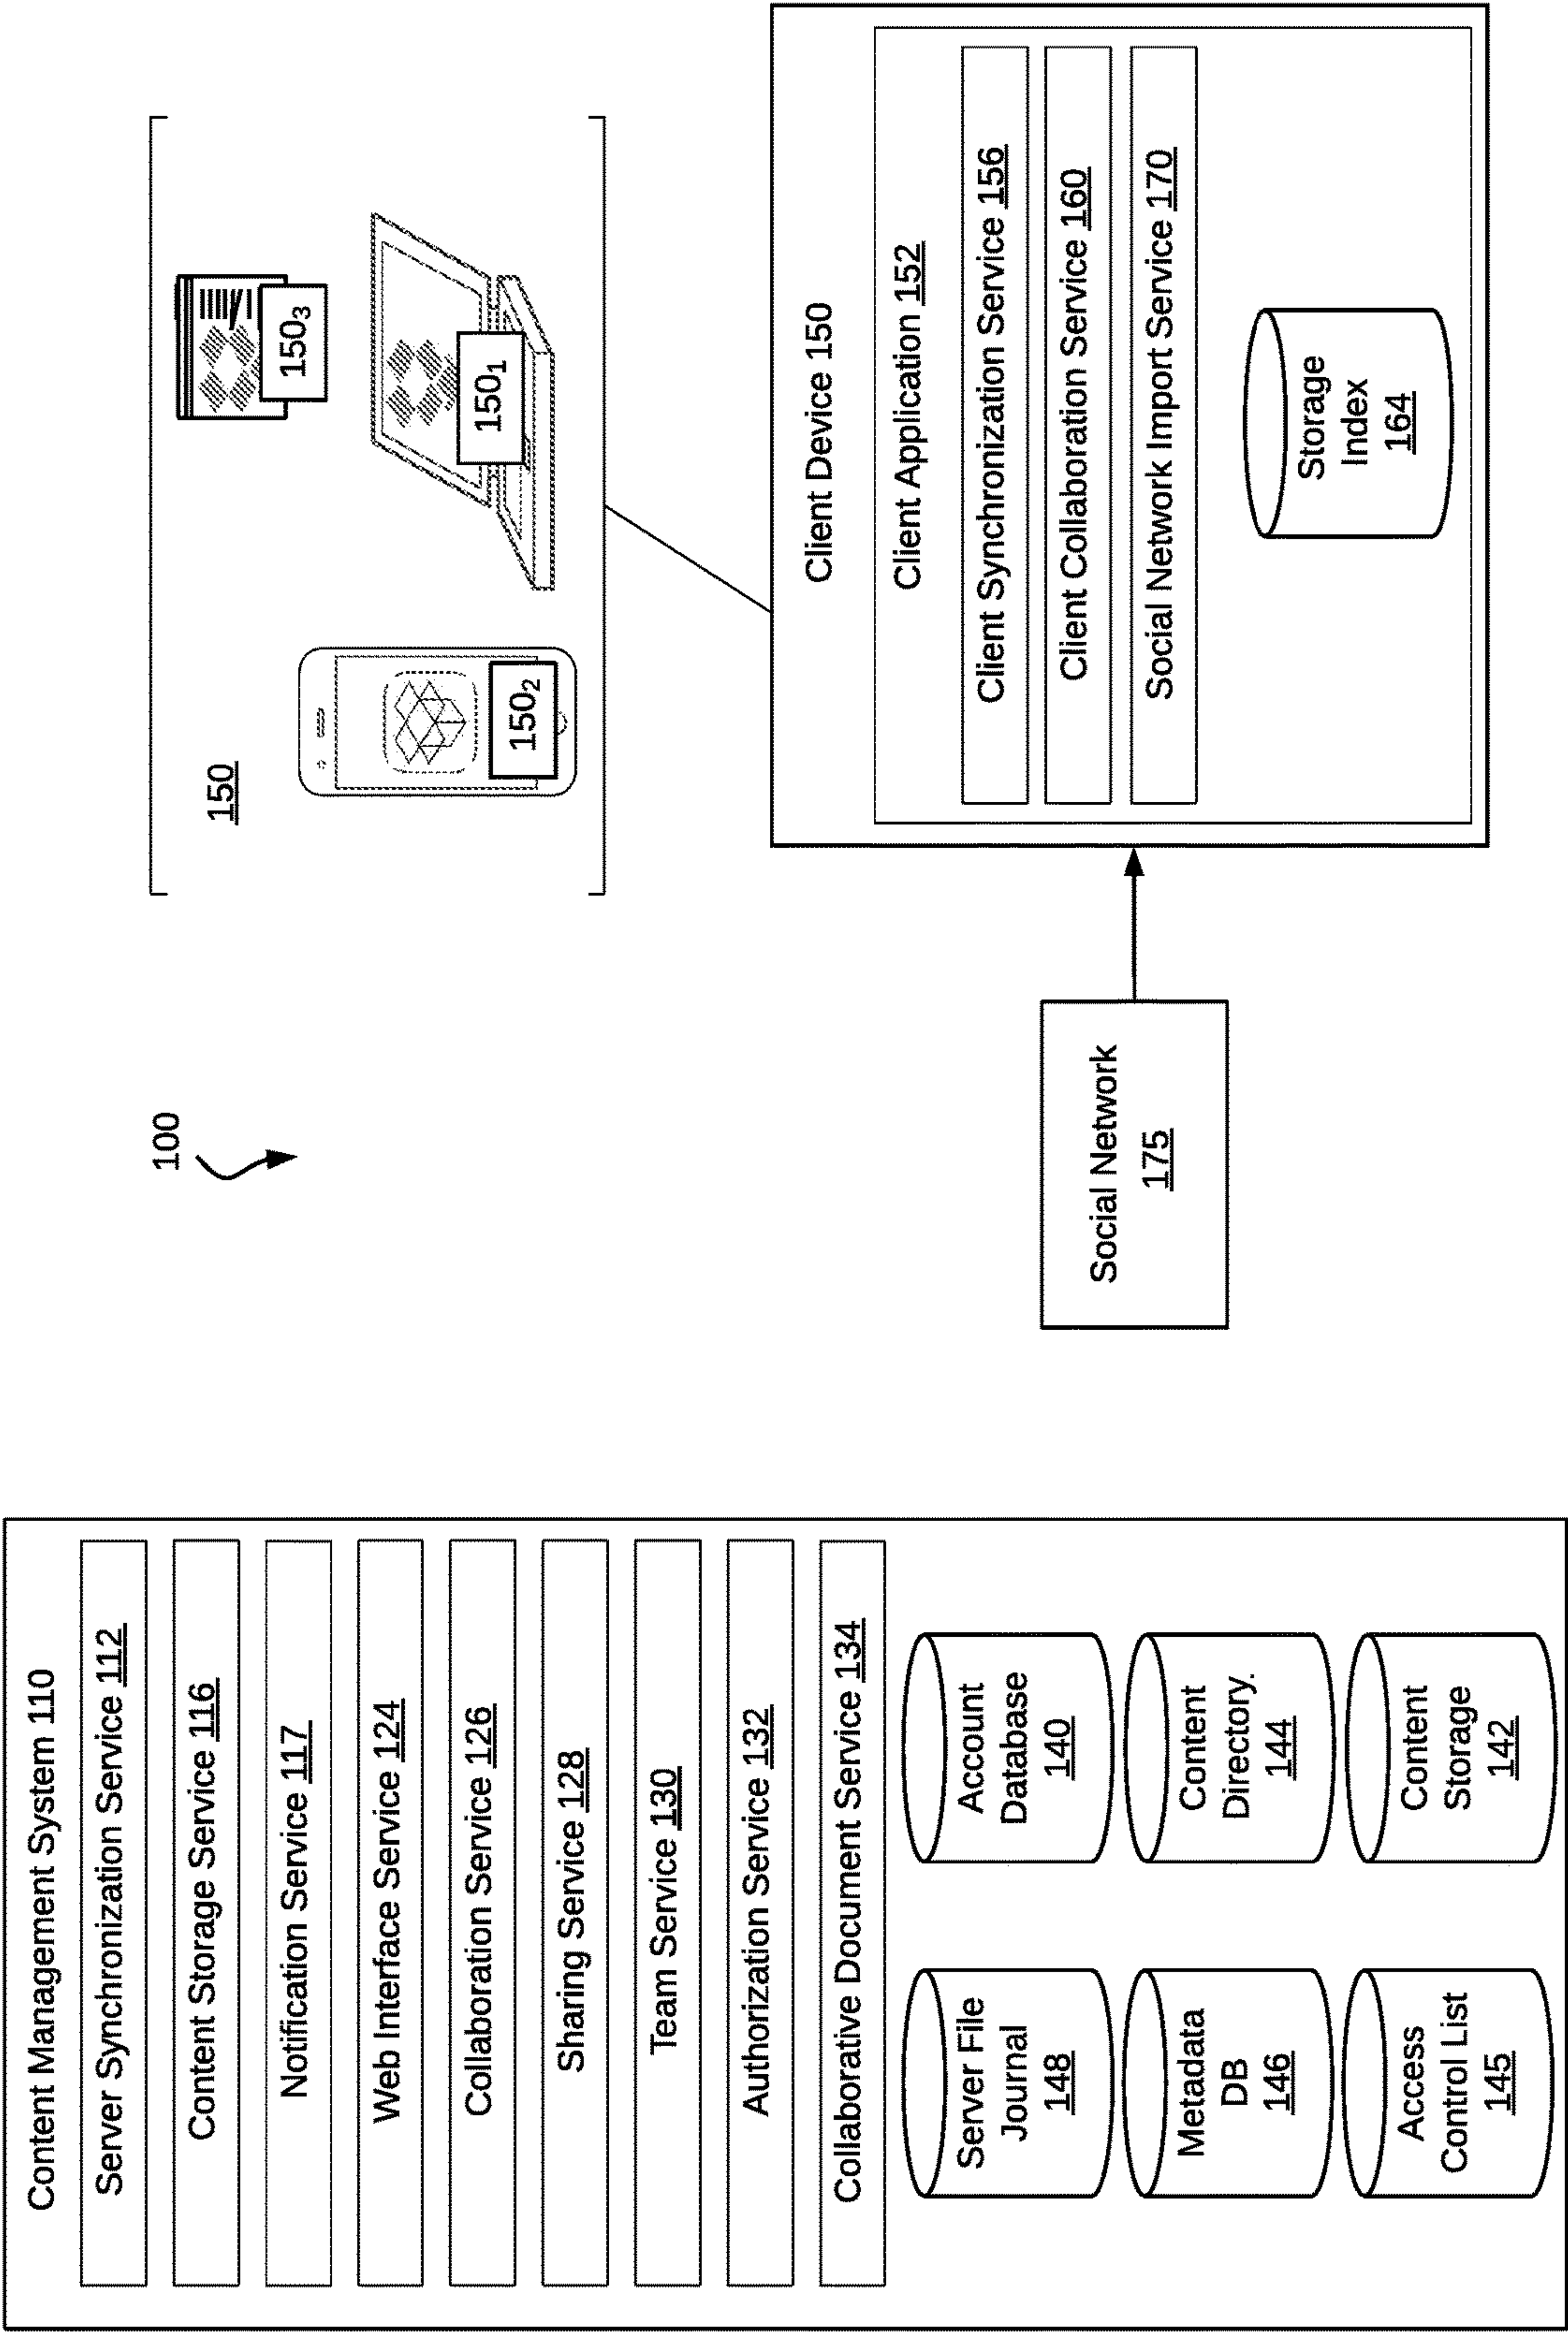 100
Content Management System 110
Server Synchronization Service 112
Content Storage Service 116
Notification Service 117
Web Interface Service 124
Collaboration Service 126
Sharing Service 128
Team Service 130
Authorization Service 132
Collaborative Document Service 134
Server File
Journal
148
Account
Database
140
Metadata
DB
146
Content
Directory.
144
Access
Control List
145
Content
Storage
142
Social Network
175
150
150₂
150₁
150₃
Client Device 150
Client Application 152
Client Synchronization Service 156
Client Collaboration Service 160
Social Network Import Service 170
Storage
Index
164